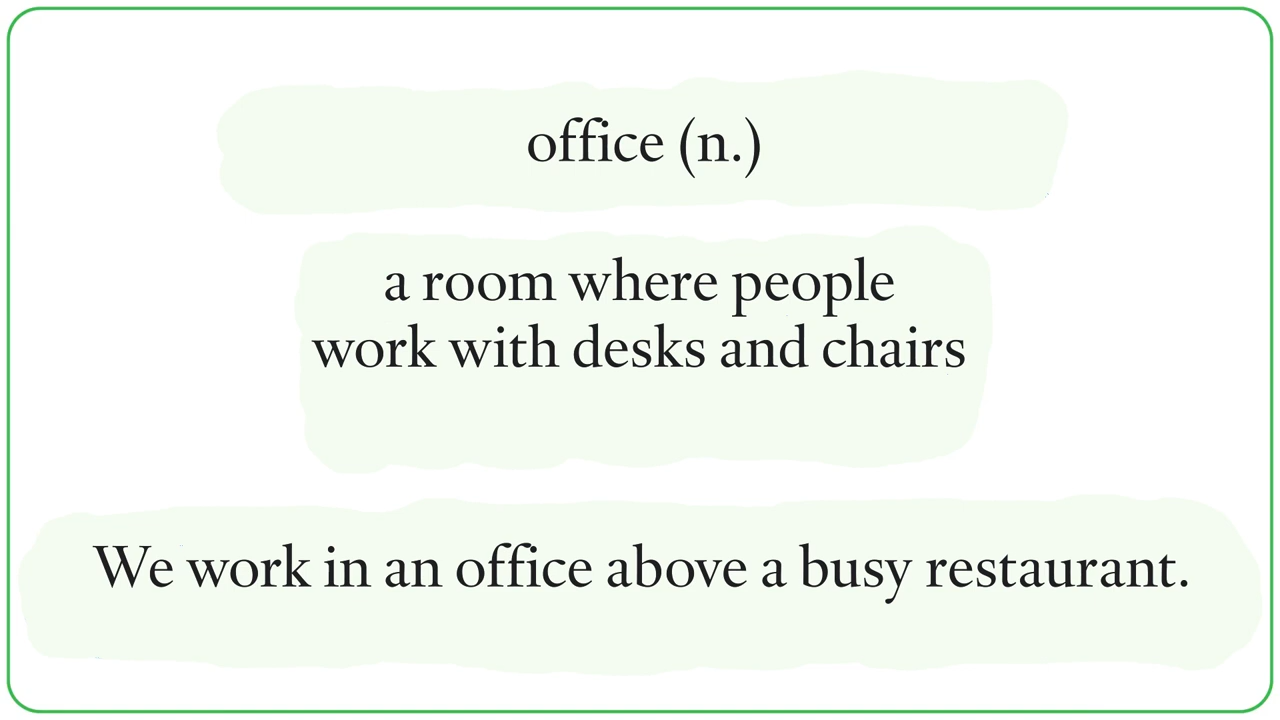 office (n.)
a room where people
work with desks and chairs
We work in an office above a busy restaurant.